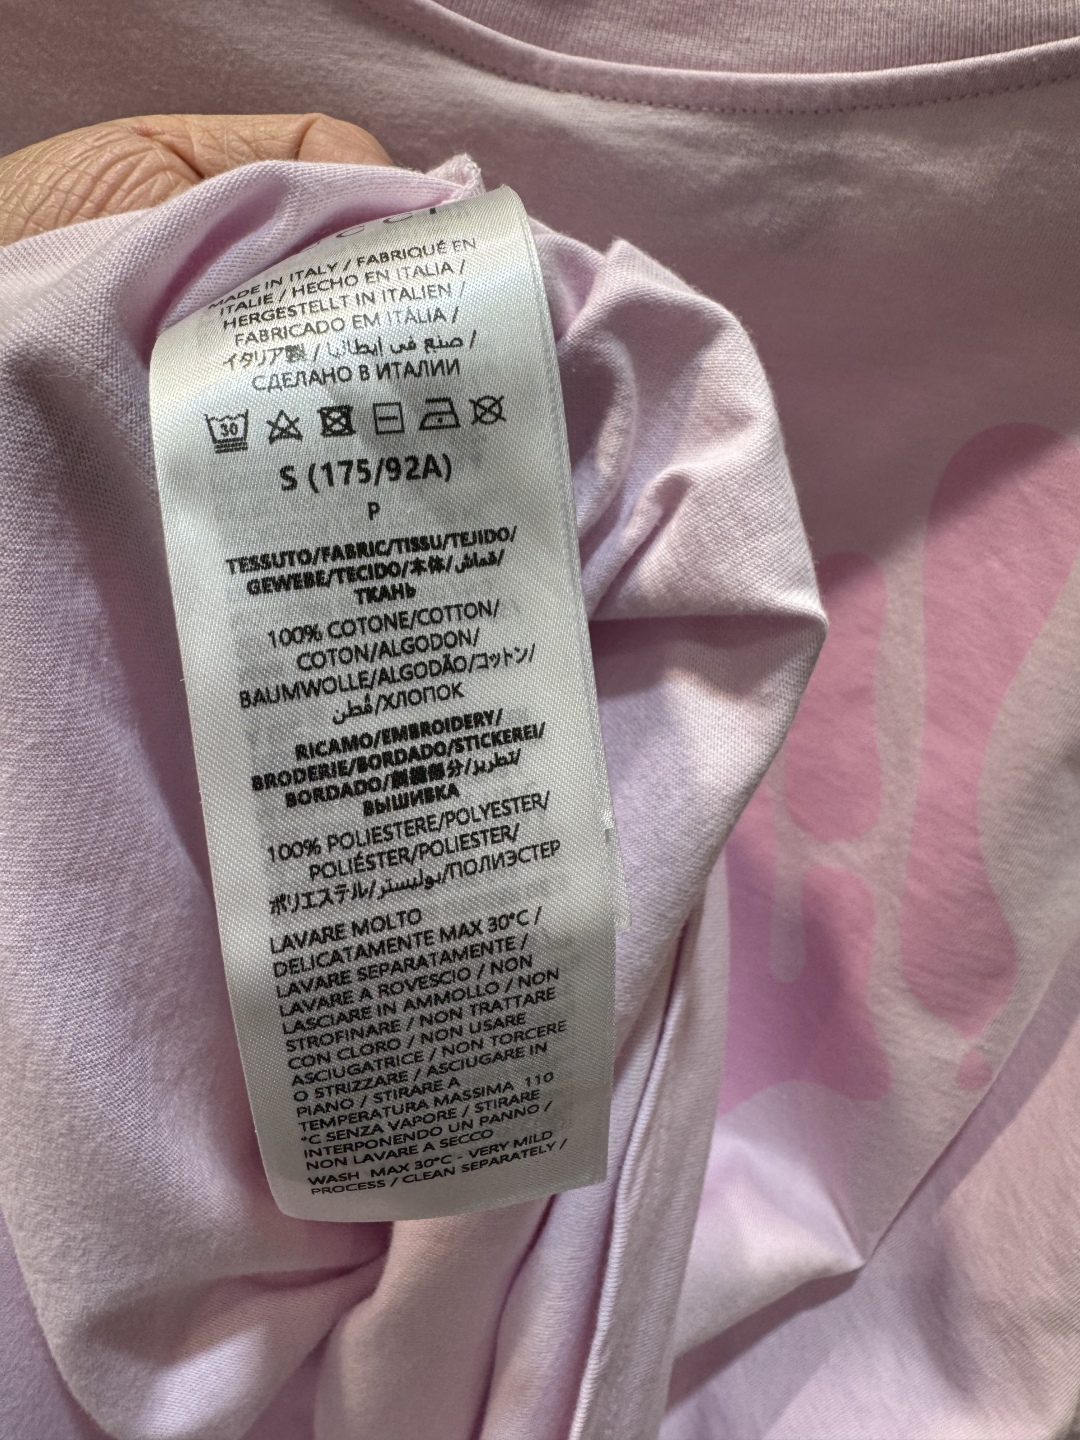 MADE IN ITALY / FABRIQUÉ EN
ITALIE / HECHO EN ITALIA /
HERGESTELLT IN ITALIEN /
FABRICADO EM ITÁLIA /
イタリア製 / صنع في إيطاليا /
СДЕЛАНО В ИТАЛИИ
30
S (175/92A)
P
TESSUTO/FABRIC/TISSU/TEJIDO/
GEWEBE/TECIDO/本体/قماش/
ТКАНЬ
100% COTONE/COTTON/
COTON/ALGODON/
BAUMWOLLE/ALGODÃO/コットン/
قُطن/ХЛОПОК
RICAMO/EMBROIDERY/
BRODERIE/BORDADO/STICKEREI/
BORDADO/刺繍部分/تطريز/
ВЫШИВКА
100% POLIESTERE/POLYESTER/
POLIÉSTER/POLIESTER/
ポリエステル/بوليستر/ПОЛИЭСТЕР
LAVARE MOLTO
DELICATAMENTE MAX 30°C /
LAVARE SEPARATAMENTE /
LAVARE A ROVESCIO / NON
LASCIARE IN AMMOLLO / NON
STROFINARE / NON TRATTARE
CON CLORO / NON USARE
ASCIUGATRICE / NON TORCERE
O STRIZZARE / ASCIUGARE IN
PIANO / STIRARE A
TEMPERATURA MASSIMA 110
°C SENZA VAPORE / STIRARE
INTERPONENDO UN PANNO /
NON LAVARE A SECCO
WASH MAX 30°C - VERY MILD
PROCESS / CLEAN SEPARATELY /